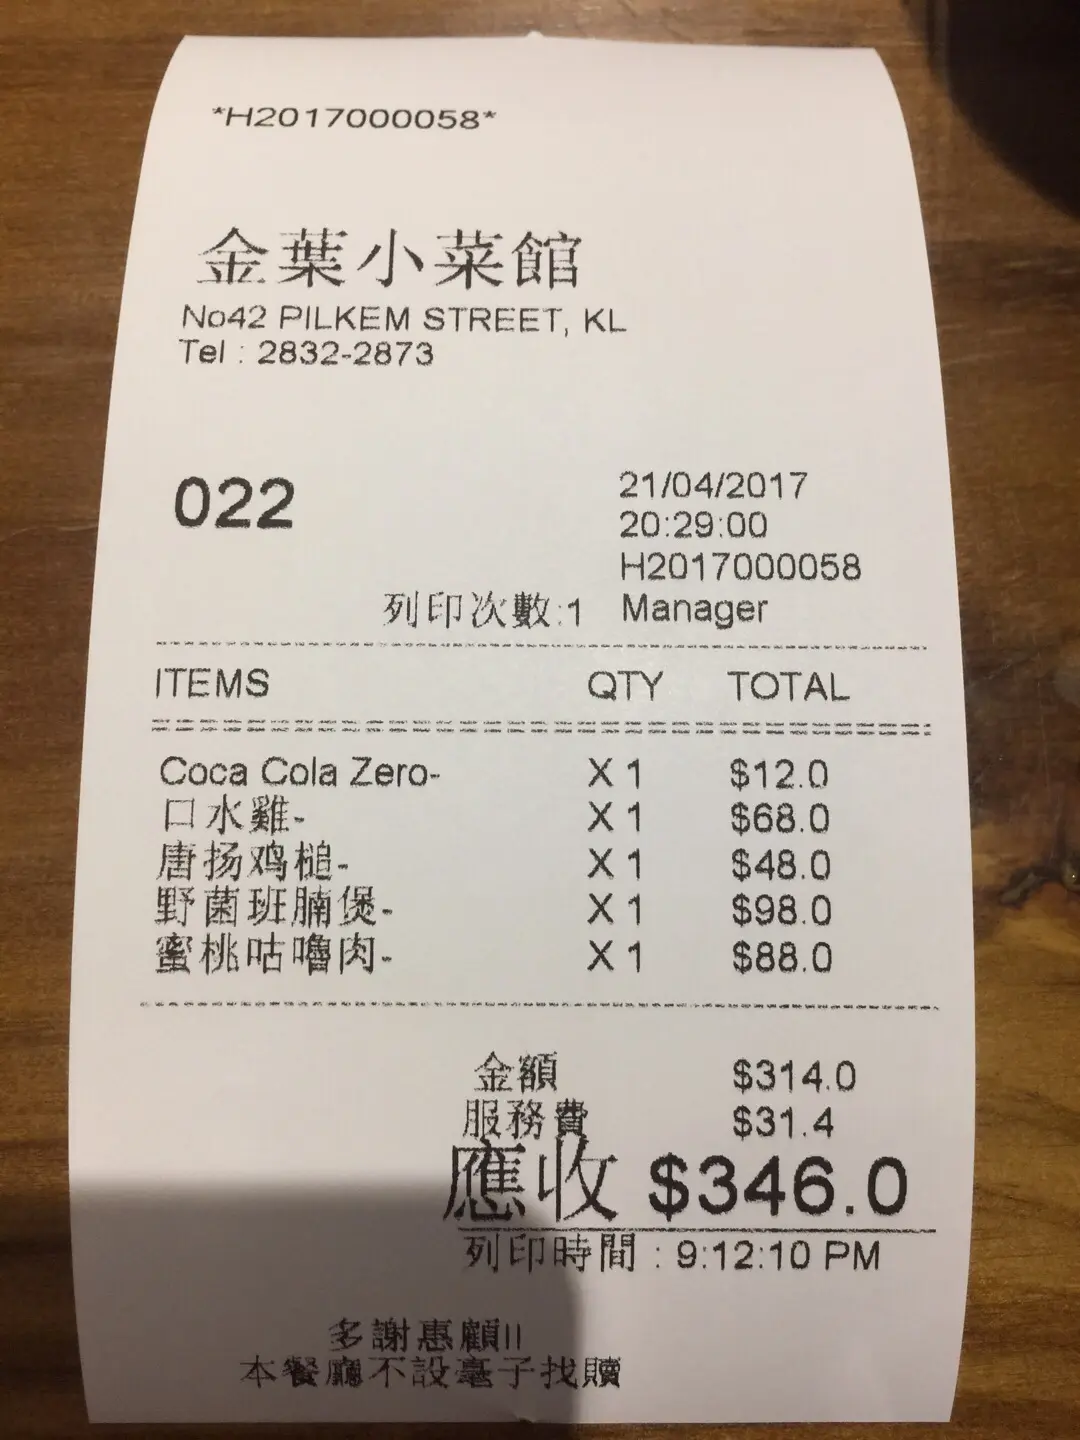 *H2017000058*
金葉小菜館
No42 PILKEM STREET, KL
Tel : 2832-2873
022
21/04/2017
20:29:00
H2017000058
列印次數:1 Manager
ITEMS QTY TOTAL
Coca Cola Zero- X 1 $12.0
口水雞- X 1 $68.0
唐扬鸡槌- X 1 $48.0
野菌班腩煲- X 1 $98.0
蜜桃咕嚕肉- X 1 $88.0
金額 $314.0
服務費 $31.4
應收 $346.0
列印時間 : 9:12:10 PM
多謝惠顧!!
本餐廳不設毫子找贖